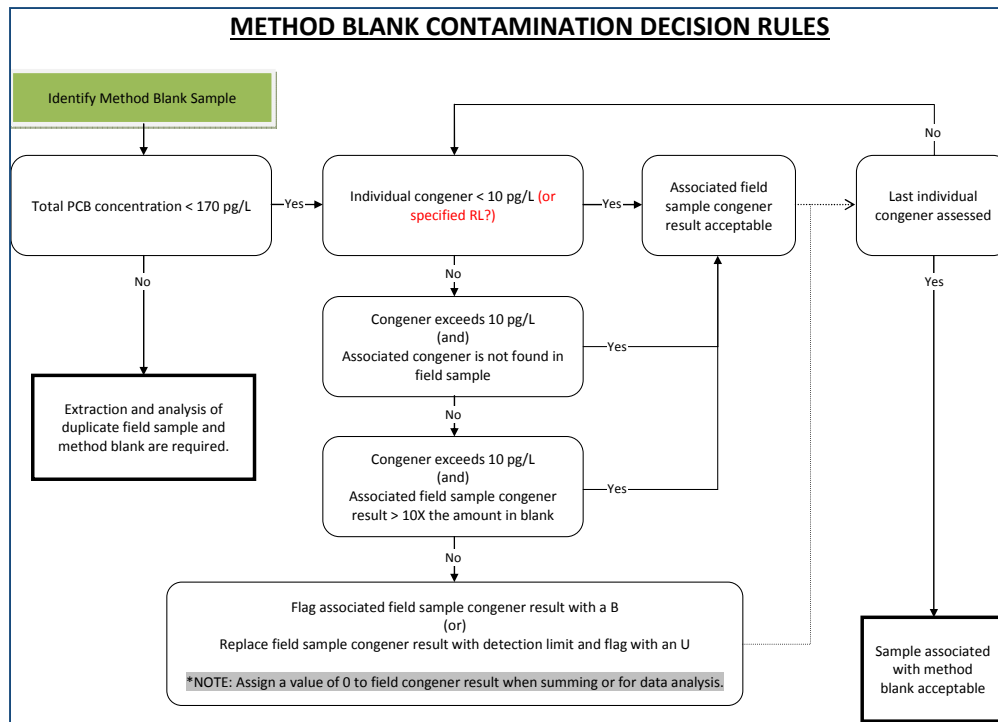 METHOD BLANK CONTAMINATION DECISION RULES
Identify Method Blank Sample
No
Total PCB concentration < 170 pg/L
Yes
Individual congener < 10 pg/L (or
specified RL?)
Yes
Associated field
sample congener
result acceptable
Last individual
congener assessed
No
No
Yes
Congener exceeds 10 pg/L
(and)
Associated congener is not found in
field sample
Yes
Extraction and analysis of
duplicate field sample and
method blank are required.
No
Congener exceeds 10 pg/L
(and)
Associated field sample congener
result > 10X the amount in blank
Yes
No
Flag associated field sample congener result with a B
(or)
Replace field sample congener result with detection limit and flag with an U
*NOTE: Assign a value of 0 to field congener result when summing or for data analysis.
Sample associated
with method
blank acceptable